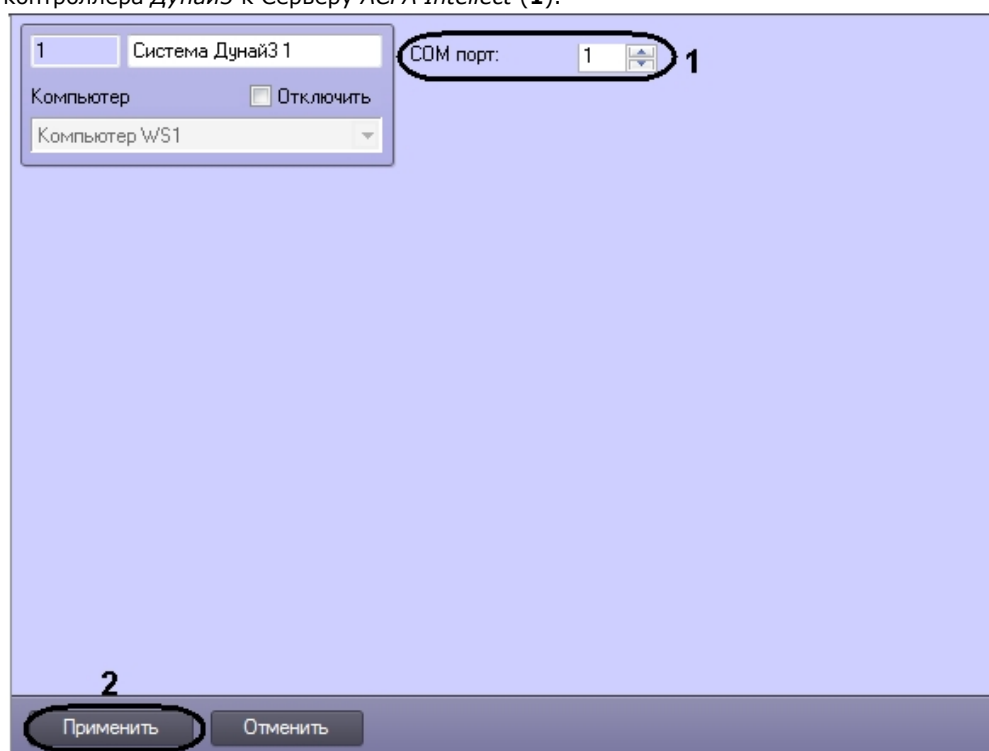 контроллера Дунай3 к Серверу ACFA Intellect (1).
1 Система Дунай3 1 COM порт: 1 1
Компьютер Отключить
Компьютер WS1
2
Применить Отменить